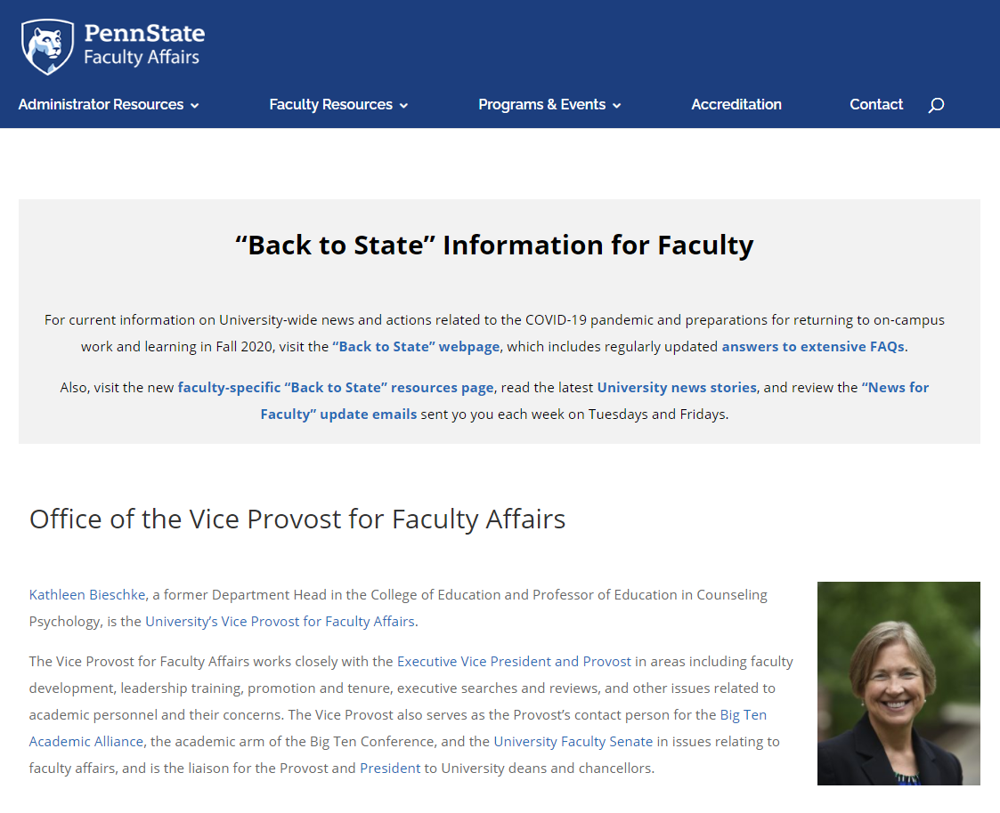 PennState
Faculty Affairs
Administrator Resources
Faculty Resources
Programs & Events
Accreditation
Contact
“Back to State” Information for Faculty
For current information on University-wide news and actions related to the COVID-19 pandemic and preparations for returning to on-campus
work and learning in Fall 2020, visit the “Back to State” webpage, which includes regularly updated answers to extensive FAQs.
Also, visit the new faculty-specific “Back to State” resources page, read the latest University news stories, and review the “News for
Faculty” update emails sent yo you each week on Tuesdays and Fridays.
Office of the Vice Provost for Faculty Affairs
Kathleen Bieschke, a former Department Head in the College of Education and Professor of Education in Counseling
Psychology, is the University’s Vice Provost for Faculty Affairs.
The Vice Provost for Faculty Affairs works closely with the Executive Vice President and Provost in areas including faculty
development, leadership training, promotion and tenure, executive searches and reviews, and other issues related to
academic personnel and their concerns. The Vice Provost also serves as the Provost’s contact person for the Big Ten
Academic Alliance, the academic arm of the Big Ten Conference, and the University Faculty Senate in issues relating to
faculty affairs, and is the liaison for the Provost and President to University deans and chancellors.